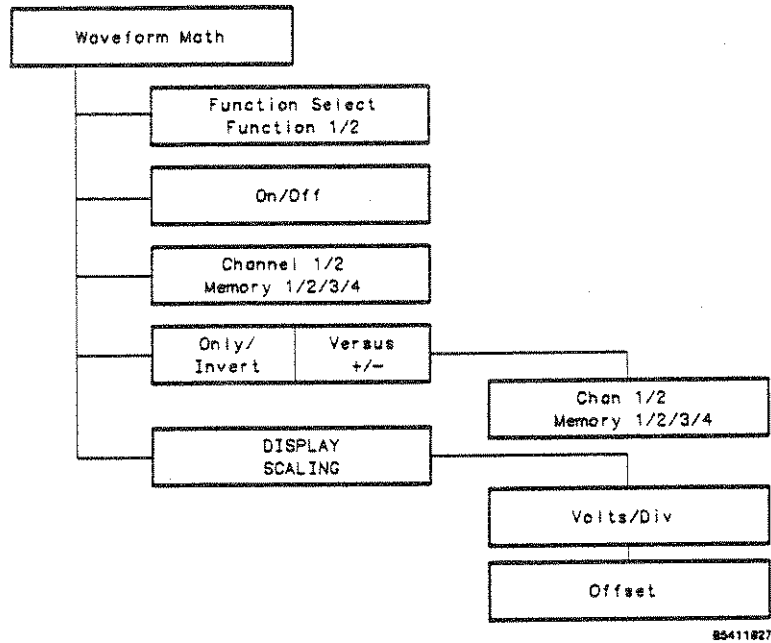 Waveform Math
Function Select
Function 1/2
On/Off
Channel 1/2
Memory 1/2/3/4
Only/
Invert
Versus
+/-
Chan 1/2
Memory 1/2/3/4
DISPLAY
SCALING
Volts/Div
Offset
85411827